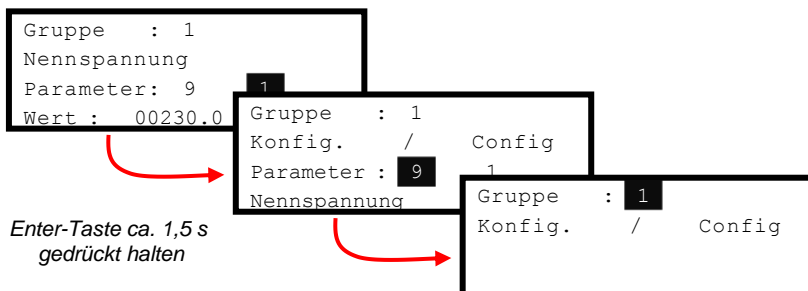 Gruppe : 1
Nennspannung
Parameter: 9 1
Wert : 00230.0
Gruppe : 1
Konfig. / Config
Parameter : 9 1
Nennspannung
Gruppe : 1
Konfig. / Config
Enter-Taste ca. 1,5 s
gedrückt halten